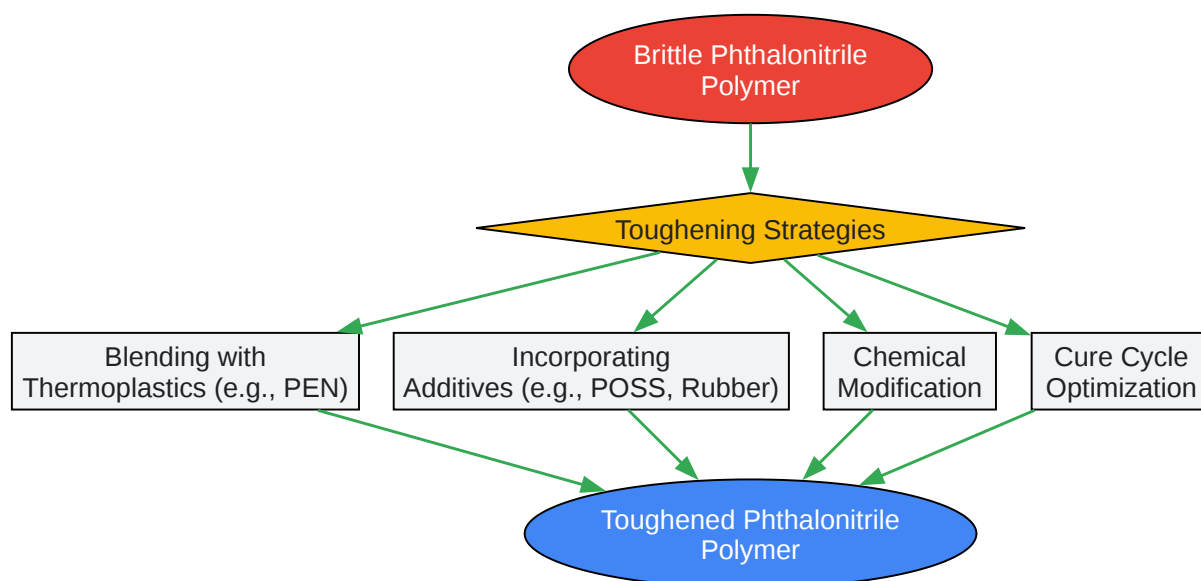 Brittle Phthalonitrile
Polymer
Toughening Strategies
Blending with
Thermoplastics (e.g., PEN)
Incorporating
Additives (e.g., POSS, Rubber)
Chemical
Modification
Cure Cycle
Optimization
Toughened Phthalonitrile
Polymer